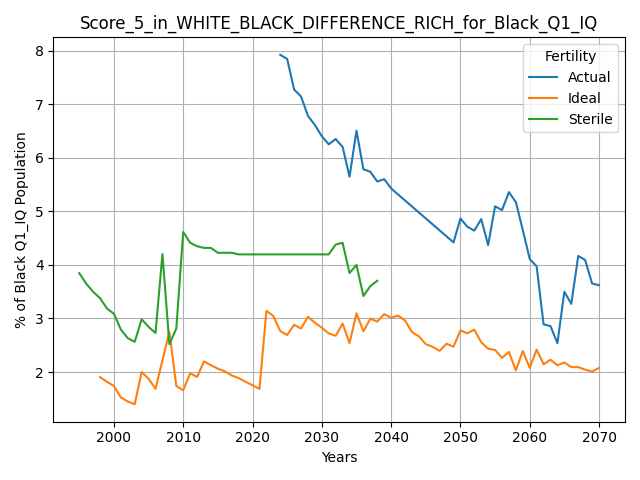 Score_5_in_WHITE_BLACK_DIFFERENCE_RICH_for_Black_Q1_IQ
% of Black Q1_IQ Population
8
7
6
5
4
3
2
Fertility
Actual
Ideal
Sterile
2000 2010 2020 2030 2040 2050 2060 2070
Years